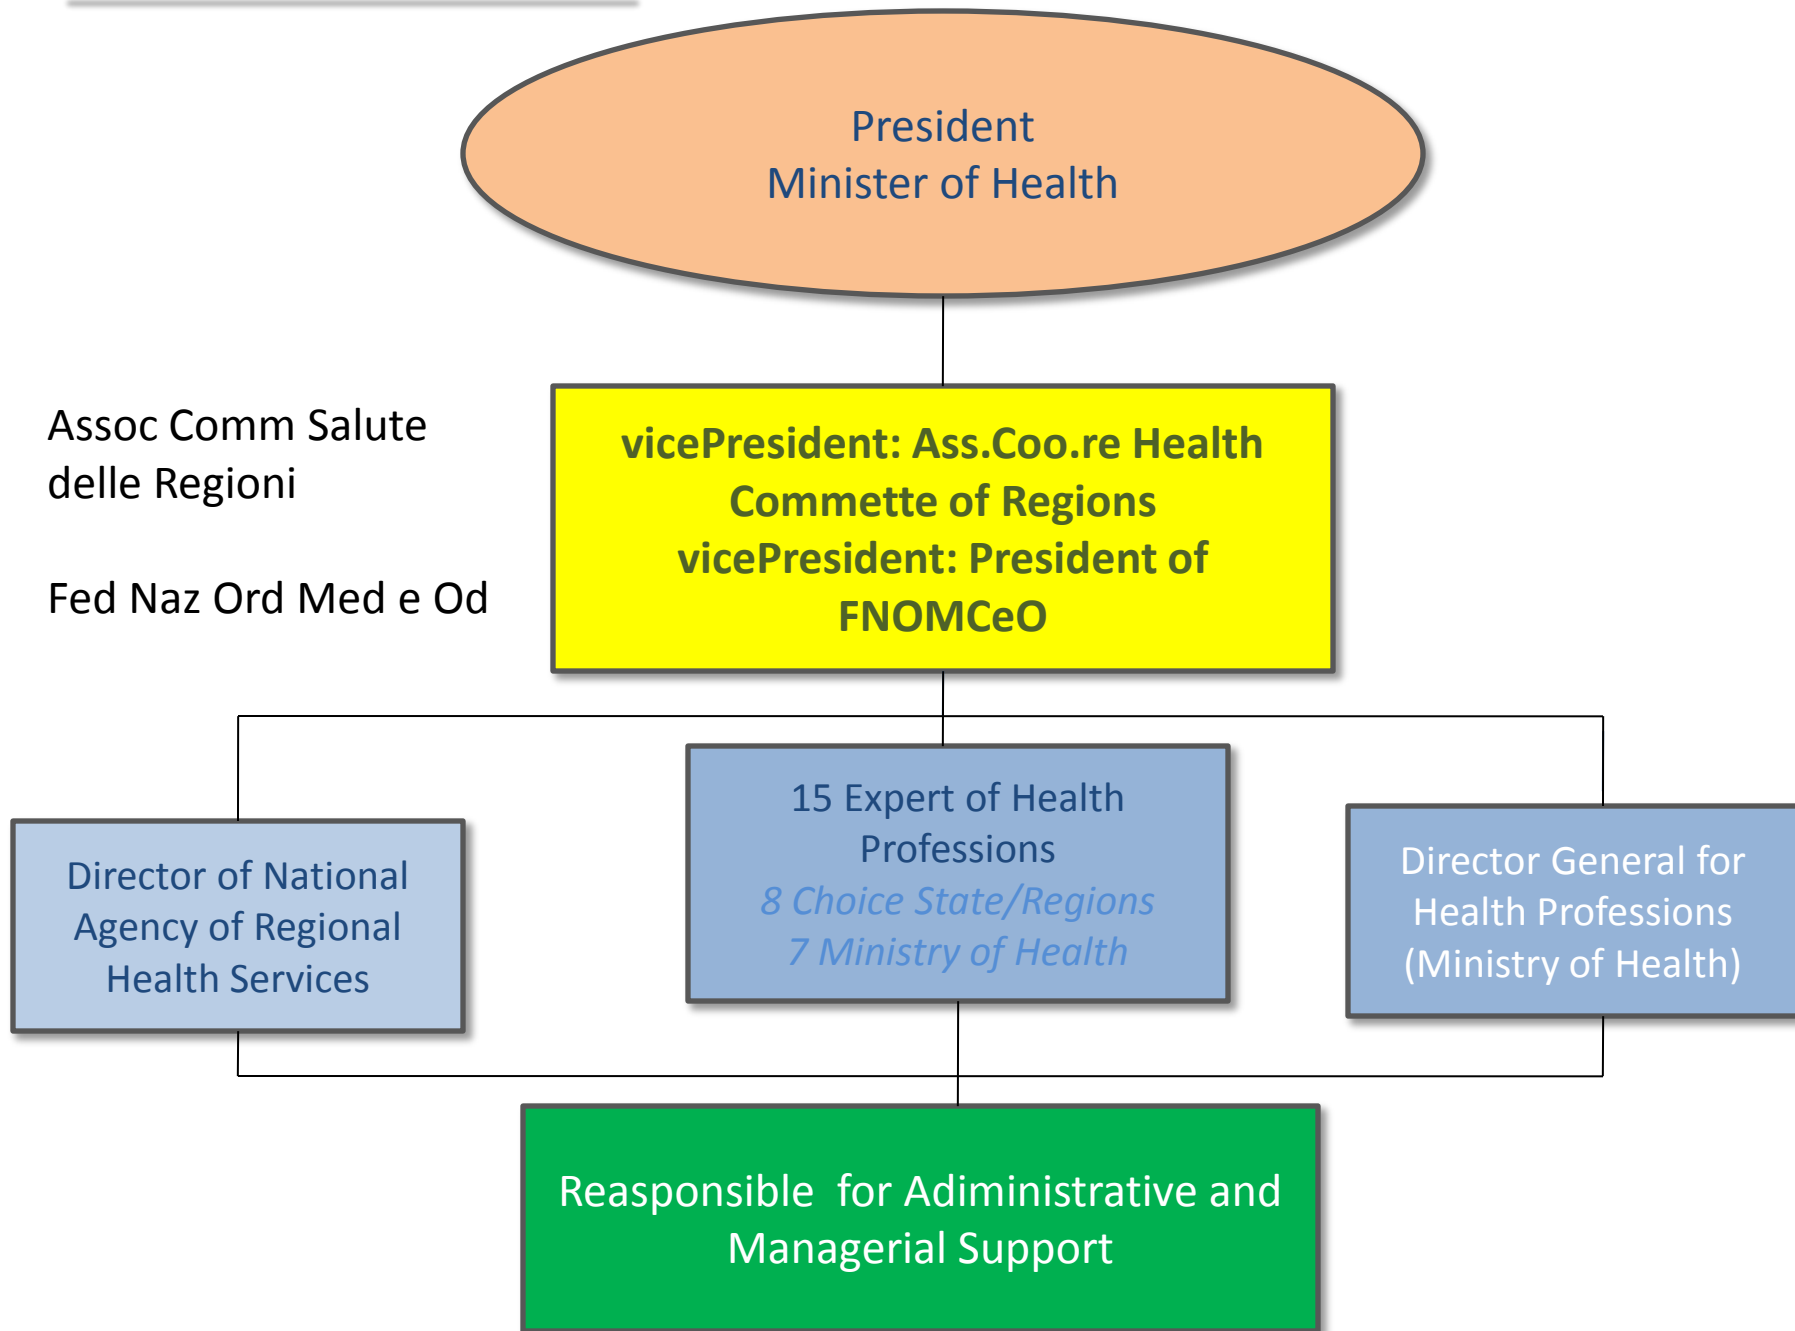 President
Minister of Health
Assoc Comm Salute
delle Regioni
Fed Naz Ord Med e Od
vicePresident: Ass.Coo.re Health
Commette of Regions
vicePresident: President of
FNOMCeO
Director of National
Agency of Regional
Health Services
15 Expert of Health
Professions
8 Choice State/Regions
7 Ministry of Health
Director General for
Health Professions
(Ministry of Health)
Reasponsible  for Adiministrative and
Managerial Support